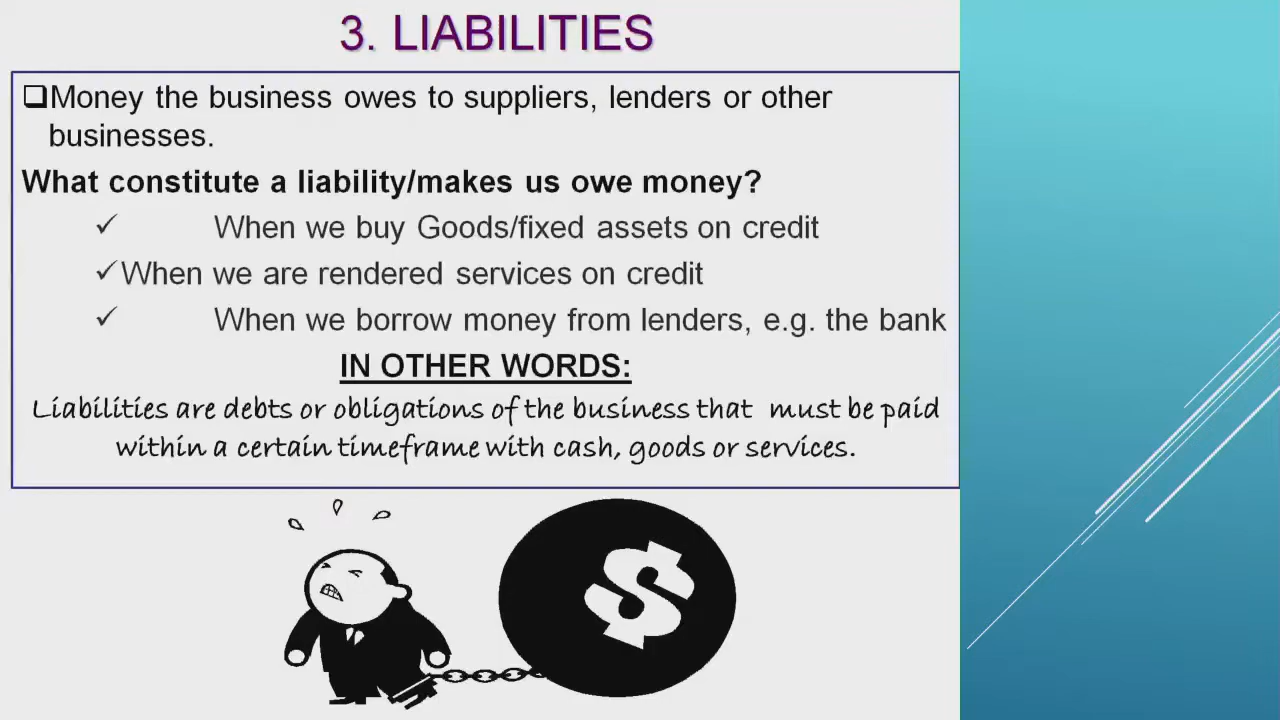 3. LIABILITIES
❑Money the business owes to suppliers, lenders or other
businesses.
What constitute a liability/makes us owe money?
✓ When we buy Goods/fixed assets on credit
✓When we are rendered services on credit
✓ When we borrow money from lenders, e.g. the bank
IN OTHER WORDS:
Liabilities are debts or obligations of the business that must be paid
within a certain timeframe with cash, goods or services.
$